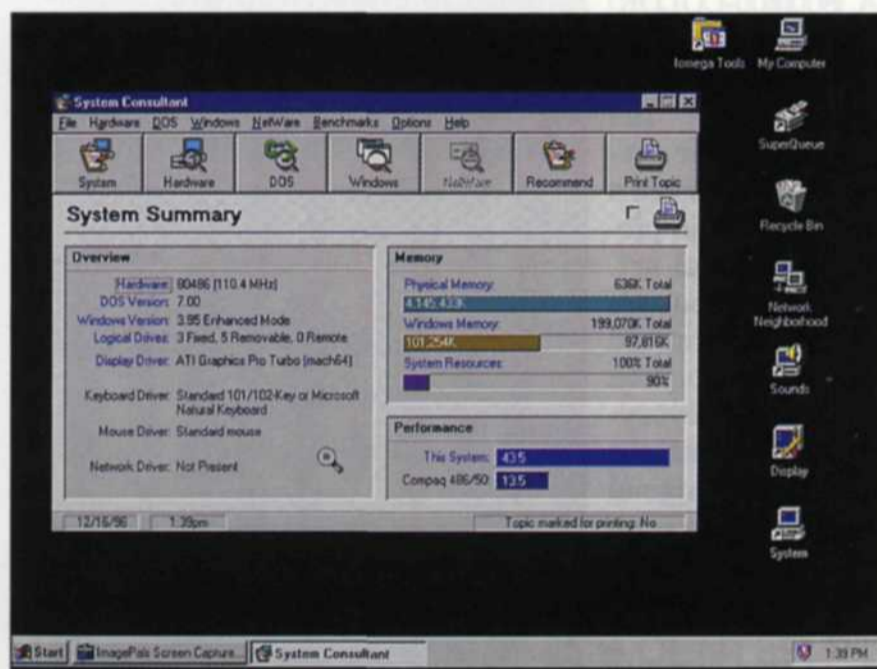 Iomega Tools
My Computer
System Consultant
File Hardware DOS Windows NetWare Benchmarks Options Help
SuperQueue
System Hardware DOS Windows NetWare Recommend Print Topic
System Summary
Recycle Bin
Overview
Hardware: 80486 (110.4 MHz)
DOS Version: 7.00
Windows Version: 3.95 Enhanced Mode
Logical Drives: 3 Fixed, 5 Removable, 0 Remote
Display Driver: ATI Graphics Pro Turbo (mach64)
Keyboard Driver: Standard 101/102-Key or Microsoft
Natural Keyboard
Mouse Driver: Standard mouse
Network Driver: Not Present
Memory
Physical Memory: 636K Total
Windows Memory: 199,070K Total
101,254K 97,816K
System Resources: 100% Total
90%
Performance
This System: 43.5
Compaq 486/50: 13.5
Network
Neighborhood
Sounds
Display
System
12/16/96 1:39pm Topic marked for printing: No
Start ImagePals Screen Capture... System Consultant 1:39 PM